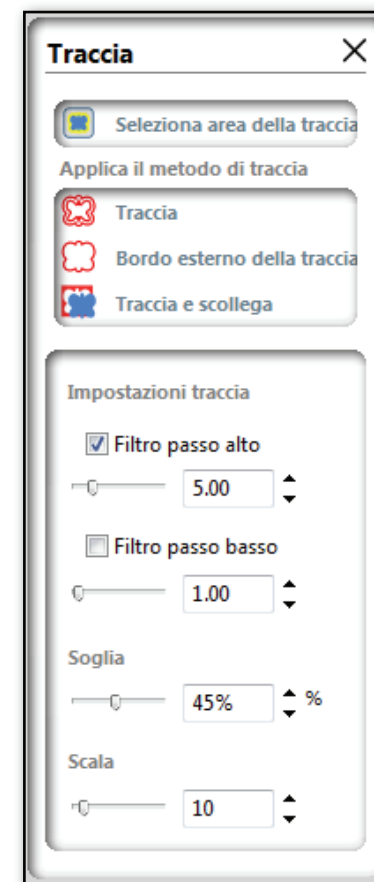 Traccia
Seleziona area della traccia
Applica il metodo di traccia
Traccia
Bordo esterno della traccia
Traccia e scollega
Impostazioni traccia
Filtro passo alto
5.00
Filtro passo basso
1.00
Soglia
45% %
Scala
10